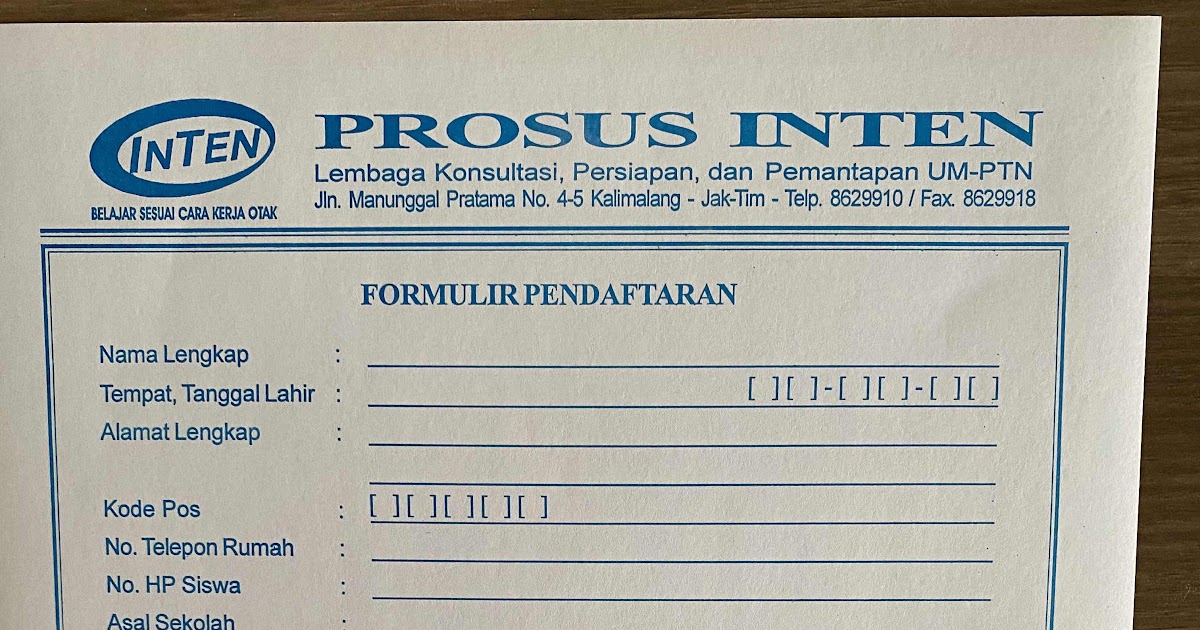 INTEN
BELAJAR SESUAI CARA KERJA OTAK
PROSUS INTEN
Lembaga Konsultasi, Persiapan, dan Pemantapan UM-PTN
Jln. Manunggal Pratama No. 4-5 Kalimalang - Jak-Tim - Telp. 8629910 / Fax. 8629918
FORMULIR PENDAFTARAN
Nama Lengkap :
Tempat, Tanggal Lahir : [ ][ ]-[ ][ ]-[ ][ ]
Alamat Lengkap :
Kode Pos : [ ][ ][ ][ ][ ]
No. Telepon Rumah :
No. HP Siswa :
Asal Sekolah :